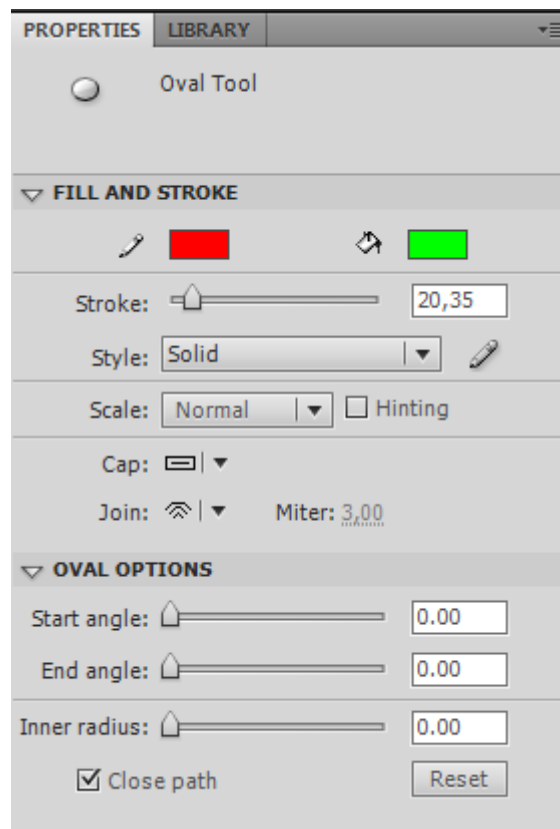 PROPERTIES LIBRARY
Oval Tool
FILL AND STROKE
Stroke: 20,35
Style: Solid
Scale: Normal Hinting
Cap:
Join: Miter: 3,00
OVAL OPTIONS
Start angle: 0.00
End angle: 0.00
Inner radius: 0.00
Close path Reset